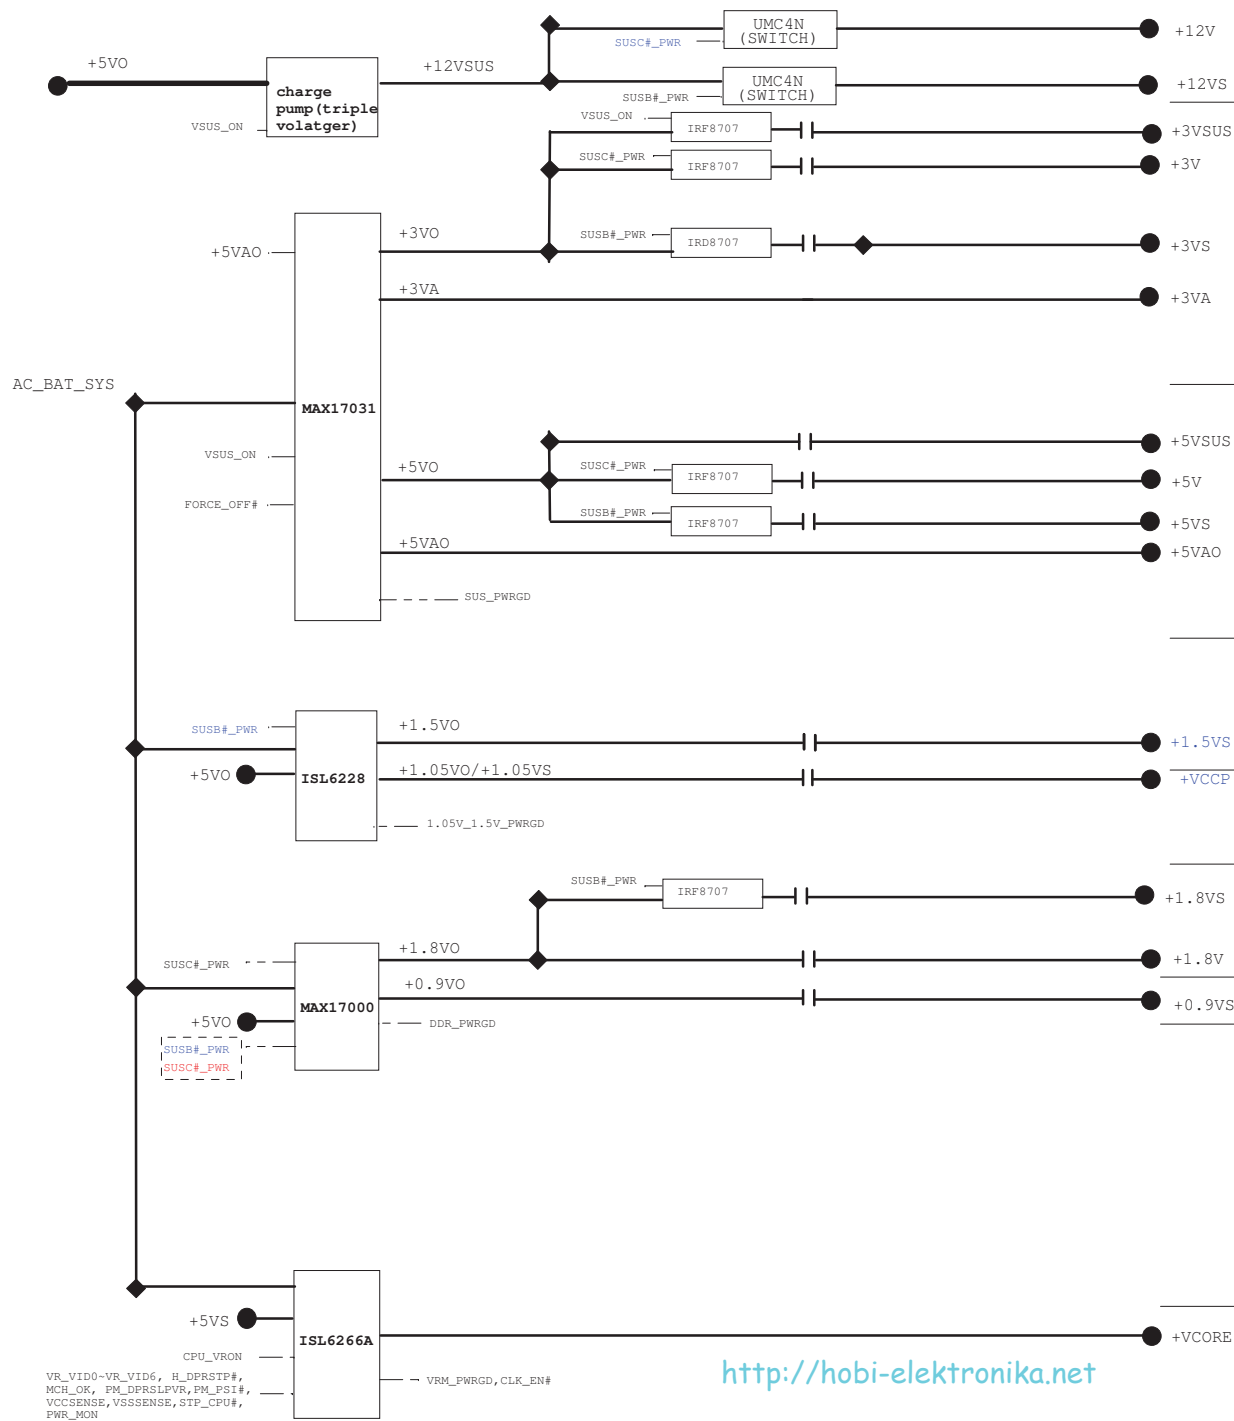 UMC4N
(SWITCH)
+12V
SUSC#_PWR
+5VO
+12VSUS
charge
pump(triple
volatger)
UMC4N
(SWITCH)
+12VS
SUSB#_PWR
VSUS_ON
VSUS_ON
IRF8707
+3VSUS
SUSC#_PWR
IRF8707
+3V
+3VO
SUSB#_PWR
IRD8707
+3VS
+5VAO
+3VA
+3VA
AC_BAT_SYS
MAX17031
+5VSUS
VSUS_ON
+5VO
SUSC#_PWR
IRF8707
+5V
FORCE_OFF#
SUSB#_PWR
IRF8707
+5VS
+5VAO
+5VAO
SUS_PWRGD
SUSB#_PWR
+1.5VO
+1.5VS
+5VO
ISL6228
+1.05VO/+1.05VS
+VCCP
1.05V_1.5V_PWRGD
SUSB#_PWR
IRF8707
+1.8VS
SUSC#_PWR
+1.8VO
+1.8V
+0.9VO
MAX17000
+0.9VS
+5VO
DDR_PWRGD
SUSB#_PWR
SUSC#_PWR
+5VS
ISL6266A
+VCORE
CPU_VRON
VR_VID0~VR_VID6, H_DPRSTP#,
MCH_OK, PM_DPRSLPVR,PM_PSI#,
VCCSENSE,VSSSENSE,STP_CPU#,
PWR_MON
VRM_PWRGD,CLK_EN#
http://hobi-elektronika.net